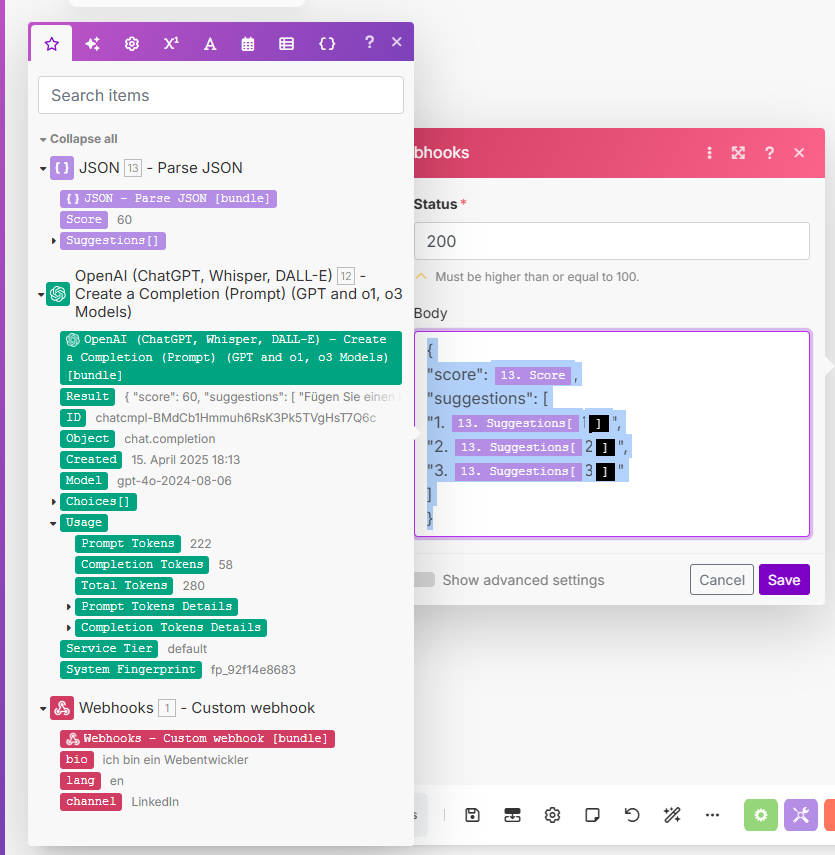 Search items
Collapse all
JSON 13 - Parse JSON
JSON - Parse JSON [bundle]
Score 60
Suggestions[]
OpenAI (ChatGPT, Whisper, DALL-E) 12 -
Create a Completion (Prompt) (GPT and o1, o3
Models)
OpenAI (ChatGPT, Whisper, DALL-E) - Create
a Completion (Prompt) (GPT and o1, o3 Models)
[bundle]
Result { "score": 60, "suggestions": [ "Fügen Sie einen
ID chatcmpl-BMdCb1Hmmuh6RsK3Pk5TVgHsT7Q6c
Object chat.completion
Created 15. April 2025 18:13
Model gpt-4o-2024-08-06
Choices[]
Usage
Prompt Tokens 222
Completion Tokens 58
Total Tokens 280
Prompt Tokens Details
Completion Tokens Details
Service Tier default
System Fingerprint fp_92f14e8683
Webhooks 1 - Custom webhook
Webhooks - Custom webhook [bundle]
bio ich bin ein Webentwickler
lang en
channel LinkedIn
bhooks
Status *
200
Must be higher than or equal to 100.
Body
{
"score": 13. Score ,
"suggestions": [
"1. 13. Suggestions[ 1 ] ",
"2. 13. Suggestions[ 2 ] ",
"3. 13. Suggestions[ 3 ] "
]
}
Show advanced settings
Cancel
Save